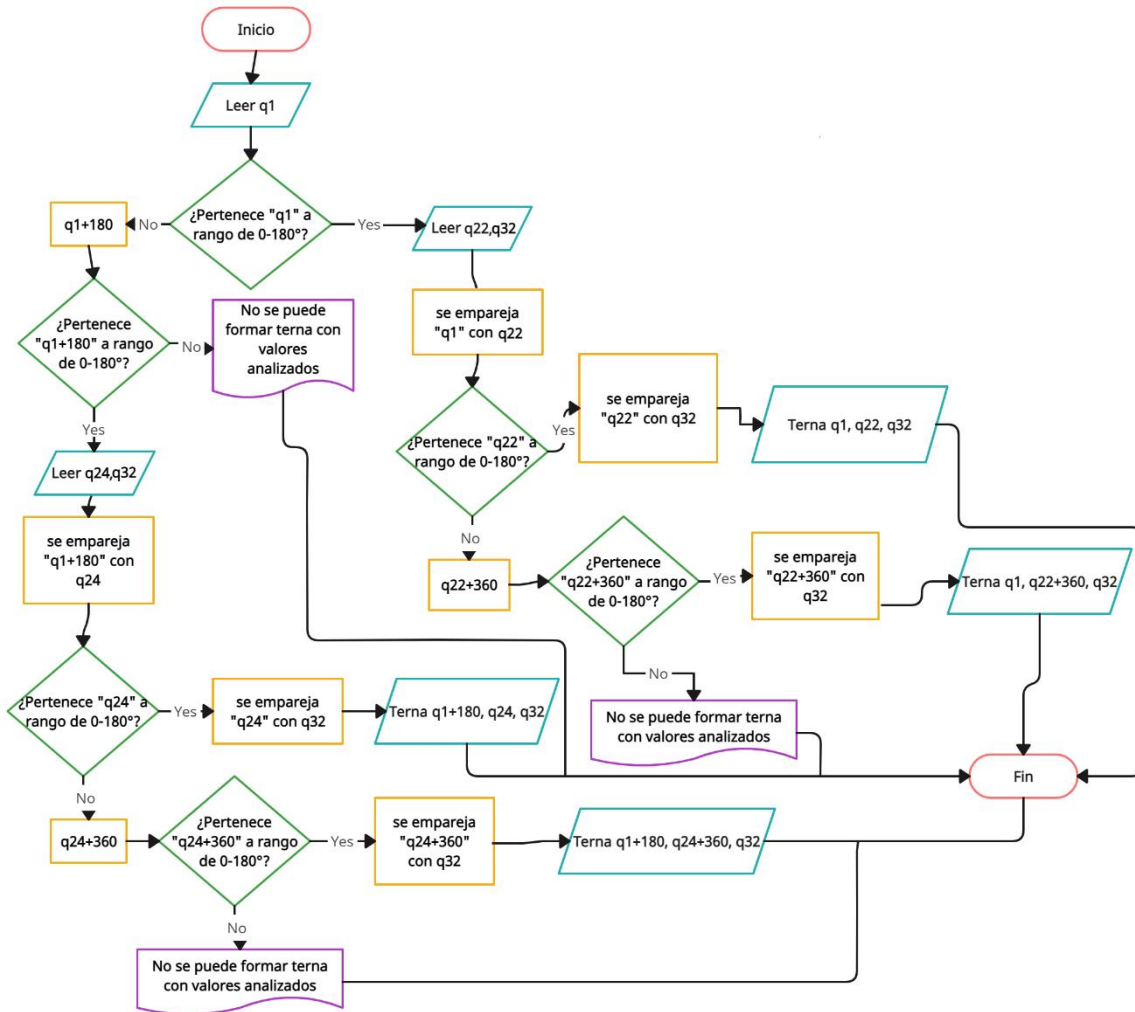 Inicio
Leer q1
¿Pertenece "q1" a
rango de 0-180°?
No
q1+180
Yes
Leer q22,q32
¿Pertenece
"q1+180" a rango
de 0-180°?
No
No se puede
formar terna con
valores
analizados
se empareja
"q1" con q22
Yes
Leer q24,q32
¿Pertenece "q22" a
rango de 0-180°?
Yes
se empareja
"q22" con q32
Terna q1, q22, q32
se empareja
"q1+180" con
q24
No
q22+360
¿Pertenece
"q22+360" a rango
de 0-180°?
Yes
se empareja
"q22+360" con
q32
Terna q1, q22+360, q32
No
No se puede formar terna
con valores analizados
¿Pertenece "q24" a
rango de 0-180°?
Yes
se empareja
"q24" con q32
Terna q1+180, q24, q32
Fin
No
q24+360
¿Pertenece
"q24+360" a rango
de 0-180°?
Yes
se empareja
"q24+360"
con q32
Terna q1+180, q24+360, q32
No
No se puede formar terna
con valores analizados